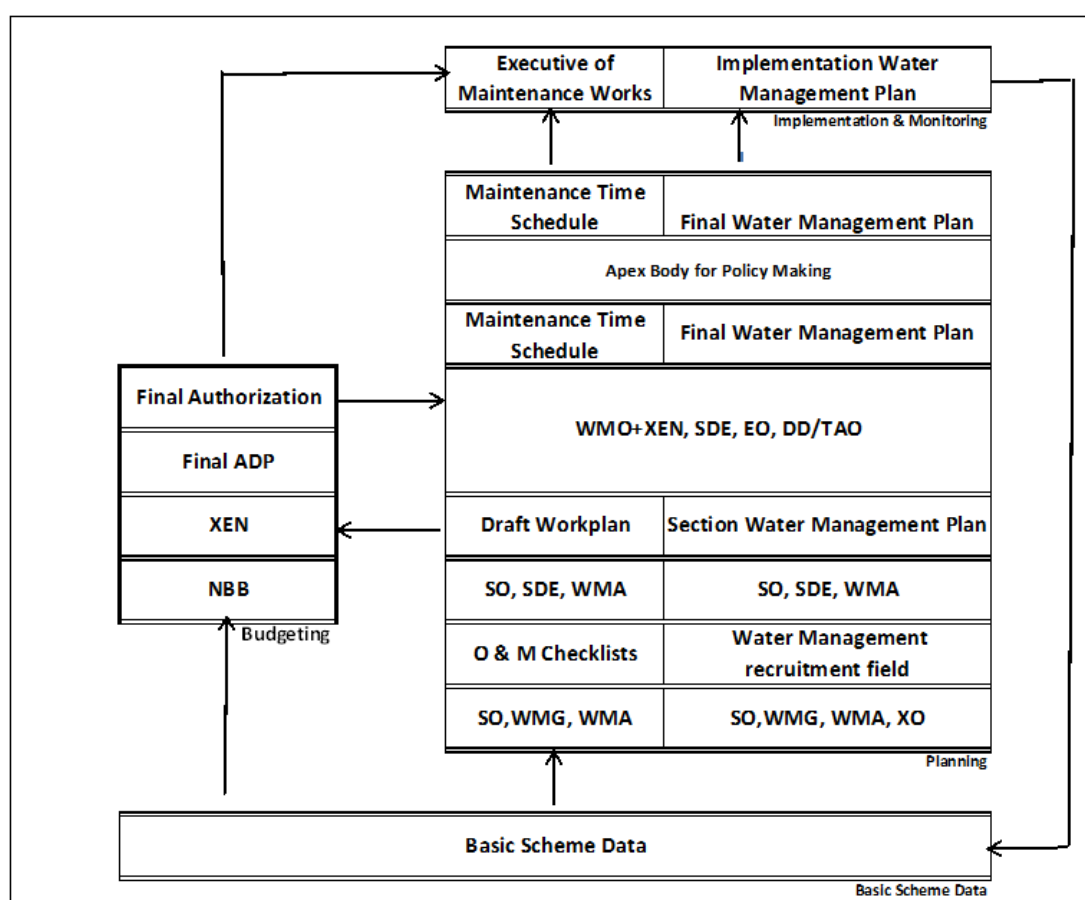 Executive of
Maintenance Works
Implementation Water
Management Plan
Implementation & Monitoring
Maintenance Time
Schedule
Final Water Management Plan
Apex Body for Policy Making
Maintenance Time
Schedule
Final Water Management Plan
Final Authorization
WMO+XEN, SDE, EO, DD/TAO
Final ADP
XEN
Draft Workplan
Section Water Management Plan
NBB
SO, SDE, WMA
SO, SDE, WMA
Budgeting
O & M Checklists
Water Management
recruitment field
SO,WMG, WMA
SO,WMG, WMA, XO
Planning
Basic Scheme Data
Basic Scheme Data